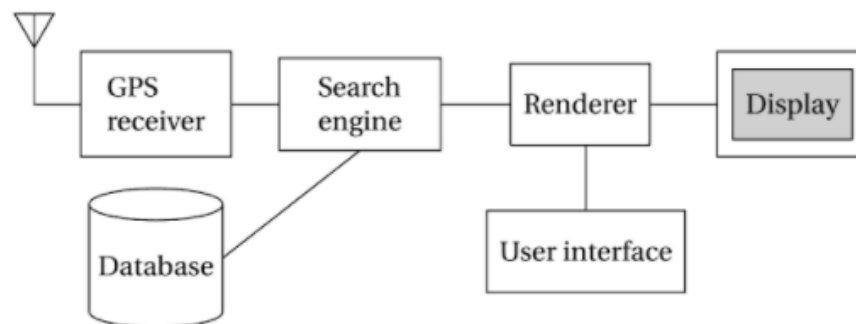 GPS
receiver
Search
engine
Renderer
Display
Database
User interface